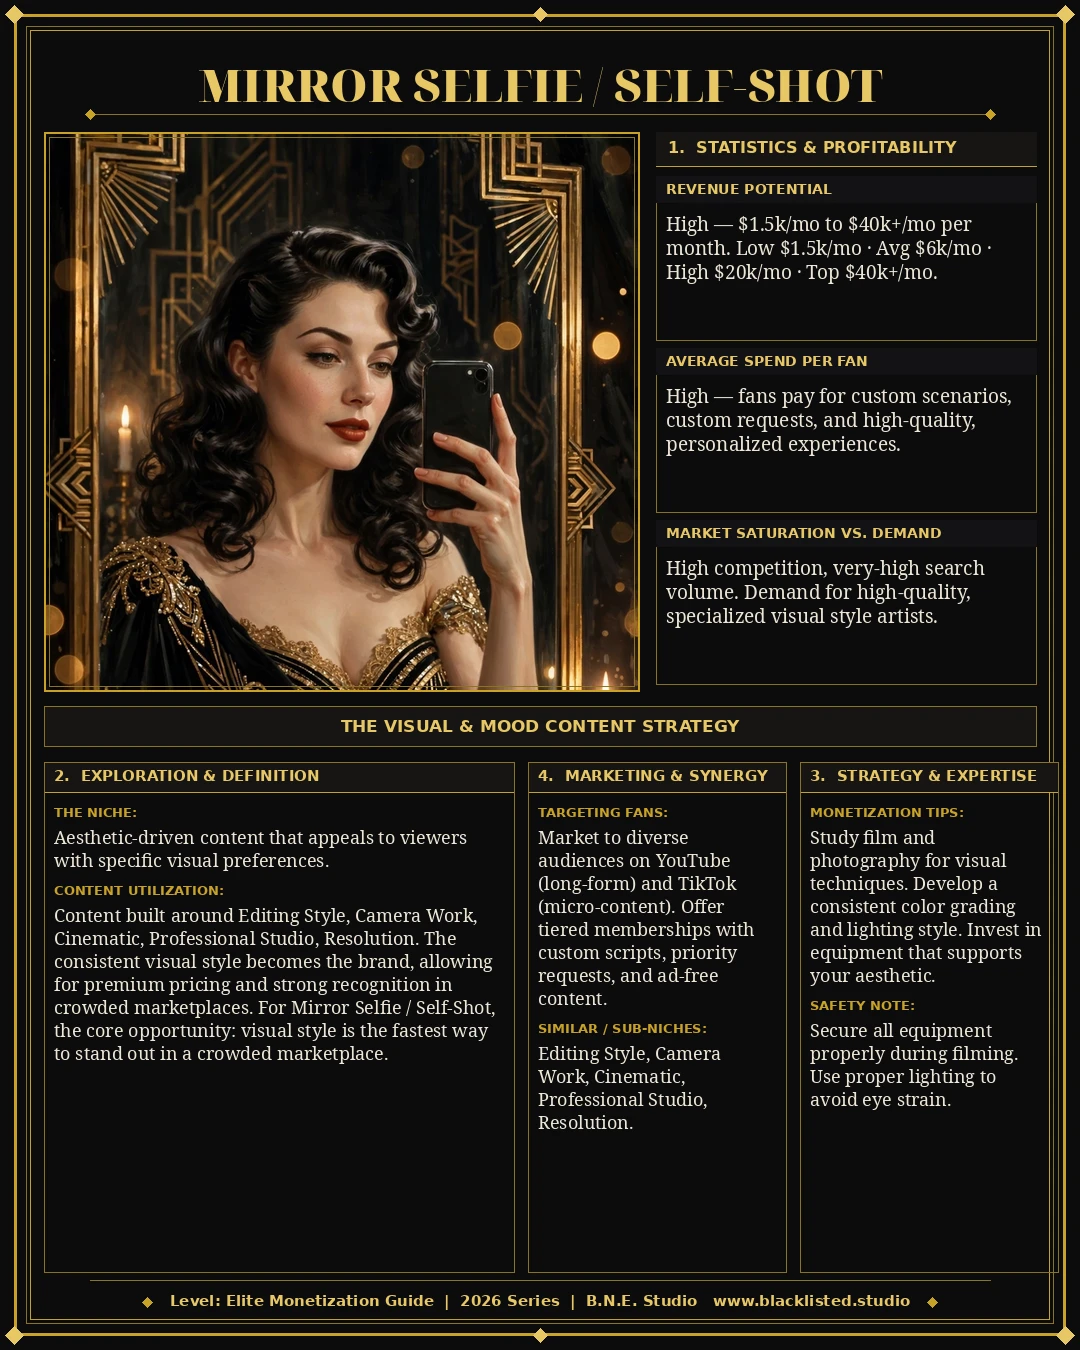 MIRROR SELFIE / SELF-SHOT
1. STATISTICS & PROFITABILITY
REVENUE POTENTIAL
High — $1.5k/mo to $40k+/mo per
month. Low $1.5k/mo · Avg $6k/mo ·
High $20k/mo · Top $40k+/mo.
AVERAGE SPEND PER FAN
High — fans pay for custom scenarios,
custom requests, and high-quality,
personalized experiences.
MARKET SATURATION VS. DEMAND
High competition, very-high search
volume. Demand for high-quality,
specialized visual style artists.
THE VISUAL & MOOD CONTENT STRATEGY
2. EXPLORATION & DEFINITION
THE NICHE:
Aesthetic-driven content that appeals to viewers
with specific visual preferences.
CONTENT UTILIZATION:
Content built around Editing Style, Camera Work,
Cinematic, Professional Studio, Resolution. The
consistent visual style becomes the brand, allowing
for premium pricing and strong recognition in
crowded marketplaces. For Mirror Selfie / Self-Shot,
the core opportunity: visual style is the fastest way
to stand out in a crowded marketplace.
4. MARKETING & SYNERGY
TARGETING FANS:
Market to diverse
audiences on YouTube
(long-form) and TikTok
(micro-content). Offer
tiered memberships with
custom scripts, priority
requests, and ad-free
content.
SIMILAR / SUB-NICHES:
Editing Style, Camera
Work, Cinematic,
Professional Studio,
Resolution.
3. STRATEGY & EXPERTISE
MONETIZATION TIPS:
Study film and
photography for visual
techniques. Develop a
consistent color grading
and lighting style. Invest in
equipment that supports
your aesthetic.
SAFETY NOTE:
Secure all equipment
properly during filming.
Use proper lighting to
avoid eye strain.
Level: Elite Monetization Guide | 2026 Series | B.N.E. Studio www.blacklisted.studio